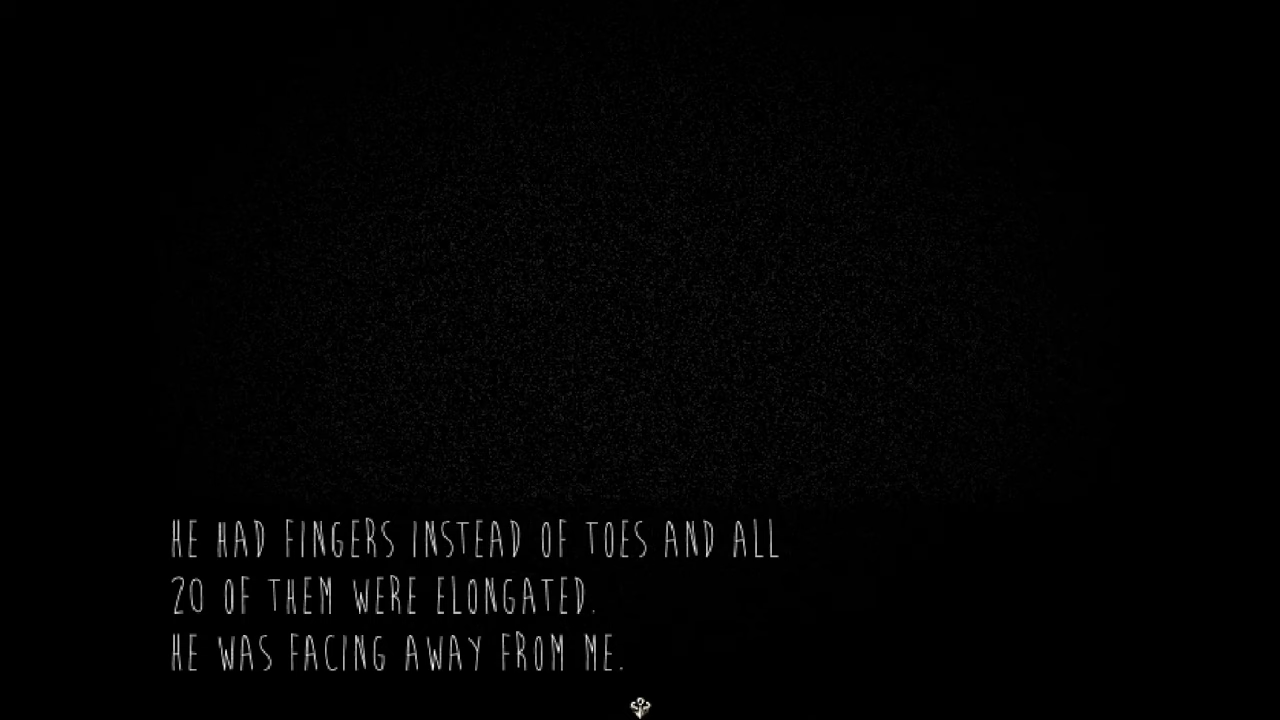 HE HAD FINGERS INSTEAD OF TOES AND ALL
20 OF THEM WERE ELONGATED.
HE WAS FACING AWAY FROM ME.